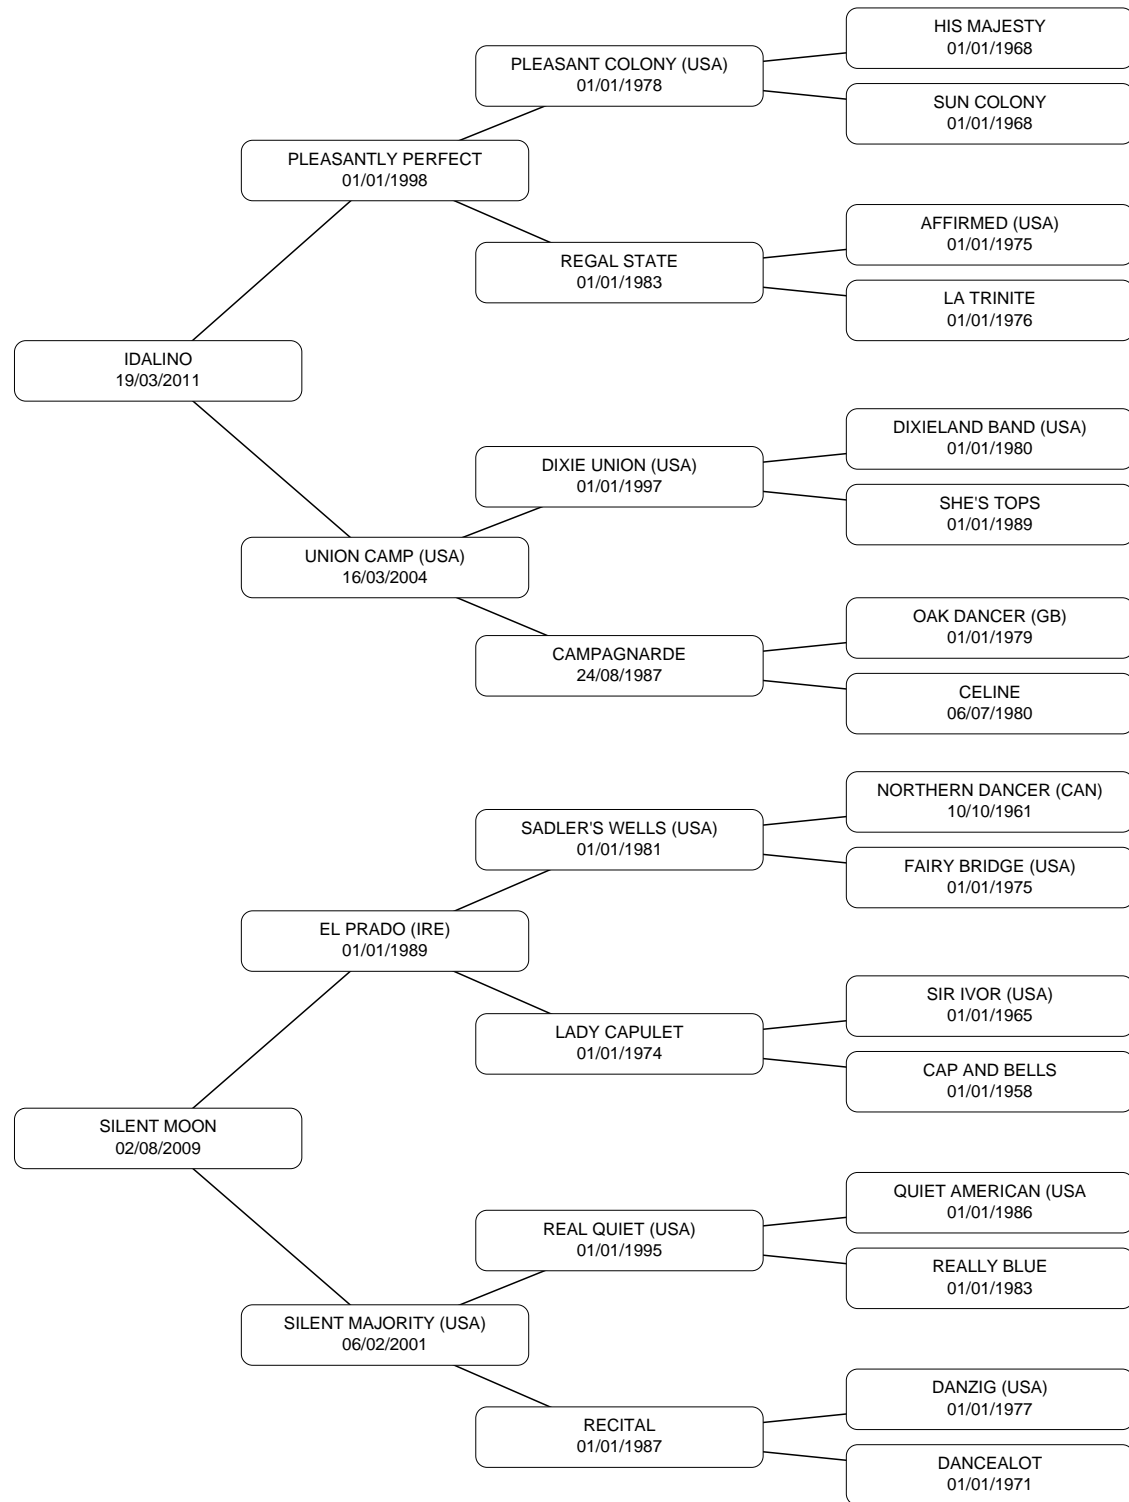 HIS MAJESTY
01/01/1968
PLEASANT COLONY (USA)
01/01/1978
SUN COLONY
01/01/1968
PLEASANTLY PERFECT
01/01/1998
AFFIRMED (USA)
01/01/1975
REGAL STATE
01/01/1983
LA TRINITE
01/01/1976
IDALINO
19/03/2011
DIXIELAND BAND (USA)
01/01/1980
DIXIE UNION (USA)
01/01/1997
SHE'S TOPS
01/01/1989
UNION CAMP (USA)
16/03/2004
OAK DANCER (GB)
01/01/1979
CAMPAGNARDE
24/08/1987
CELINE
06/07/1980
NORTHERN DANCER (CAN)
10/10/1961
SADLER'S WELLS (USA)
01/01/1981
FAIRY BRIDGE (USA)
01/01/1975
EL PRADO (IRE)
01/01/1989
SIR IVOR (USA)
01/01/1965
LADY CAPULET
01/01/1974
CAP AND BELLS
01/01/1958
SILENT MOON
02/08/2009
QUIET AMERICAN (USA
01/01/1986
REAL QUIET (USA)
01/01/1995
REALLY BLUE
01/01/1983
SILENT MAJORITY (USA)
06/02/2001
DANZIG (USA)
01/01/1977
RECITAL
01/01/1987
DANCEALOT
01/01/1971